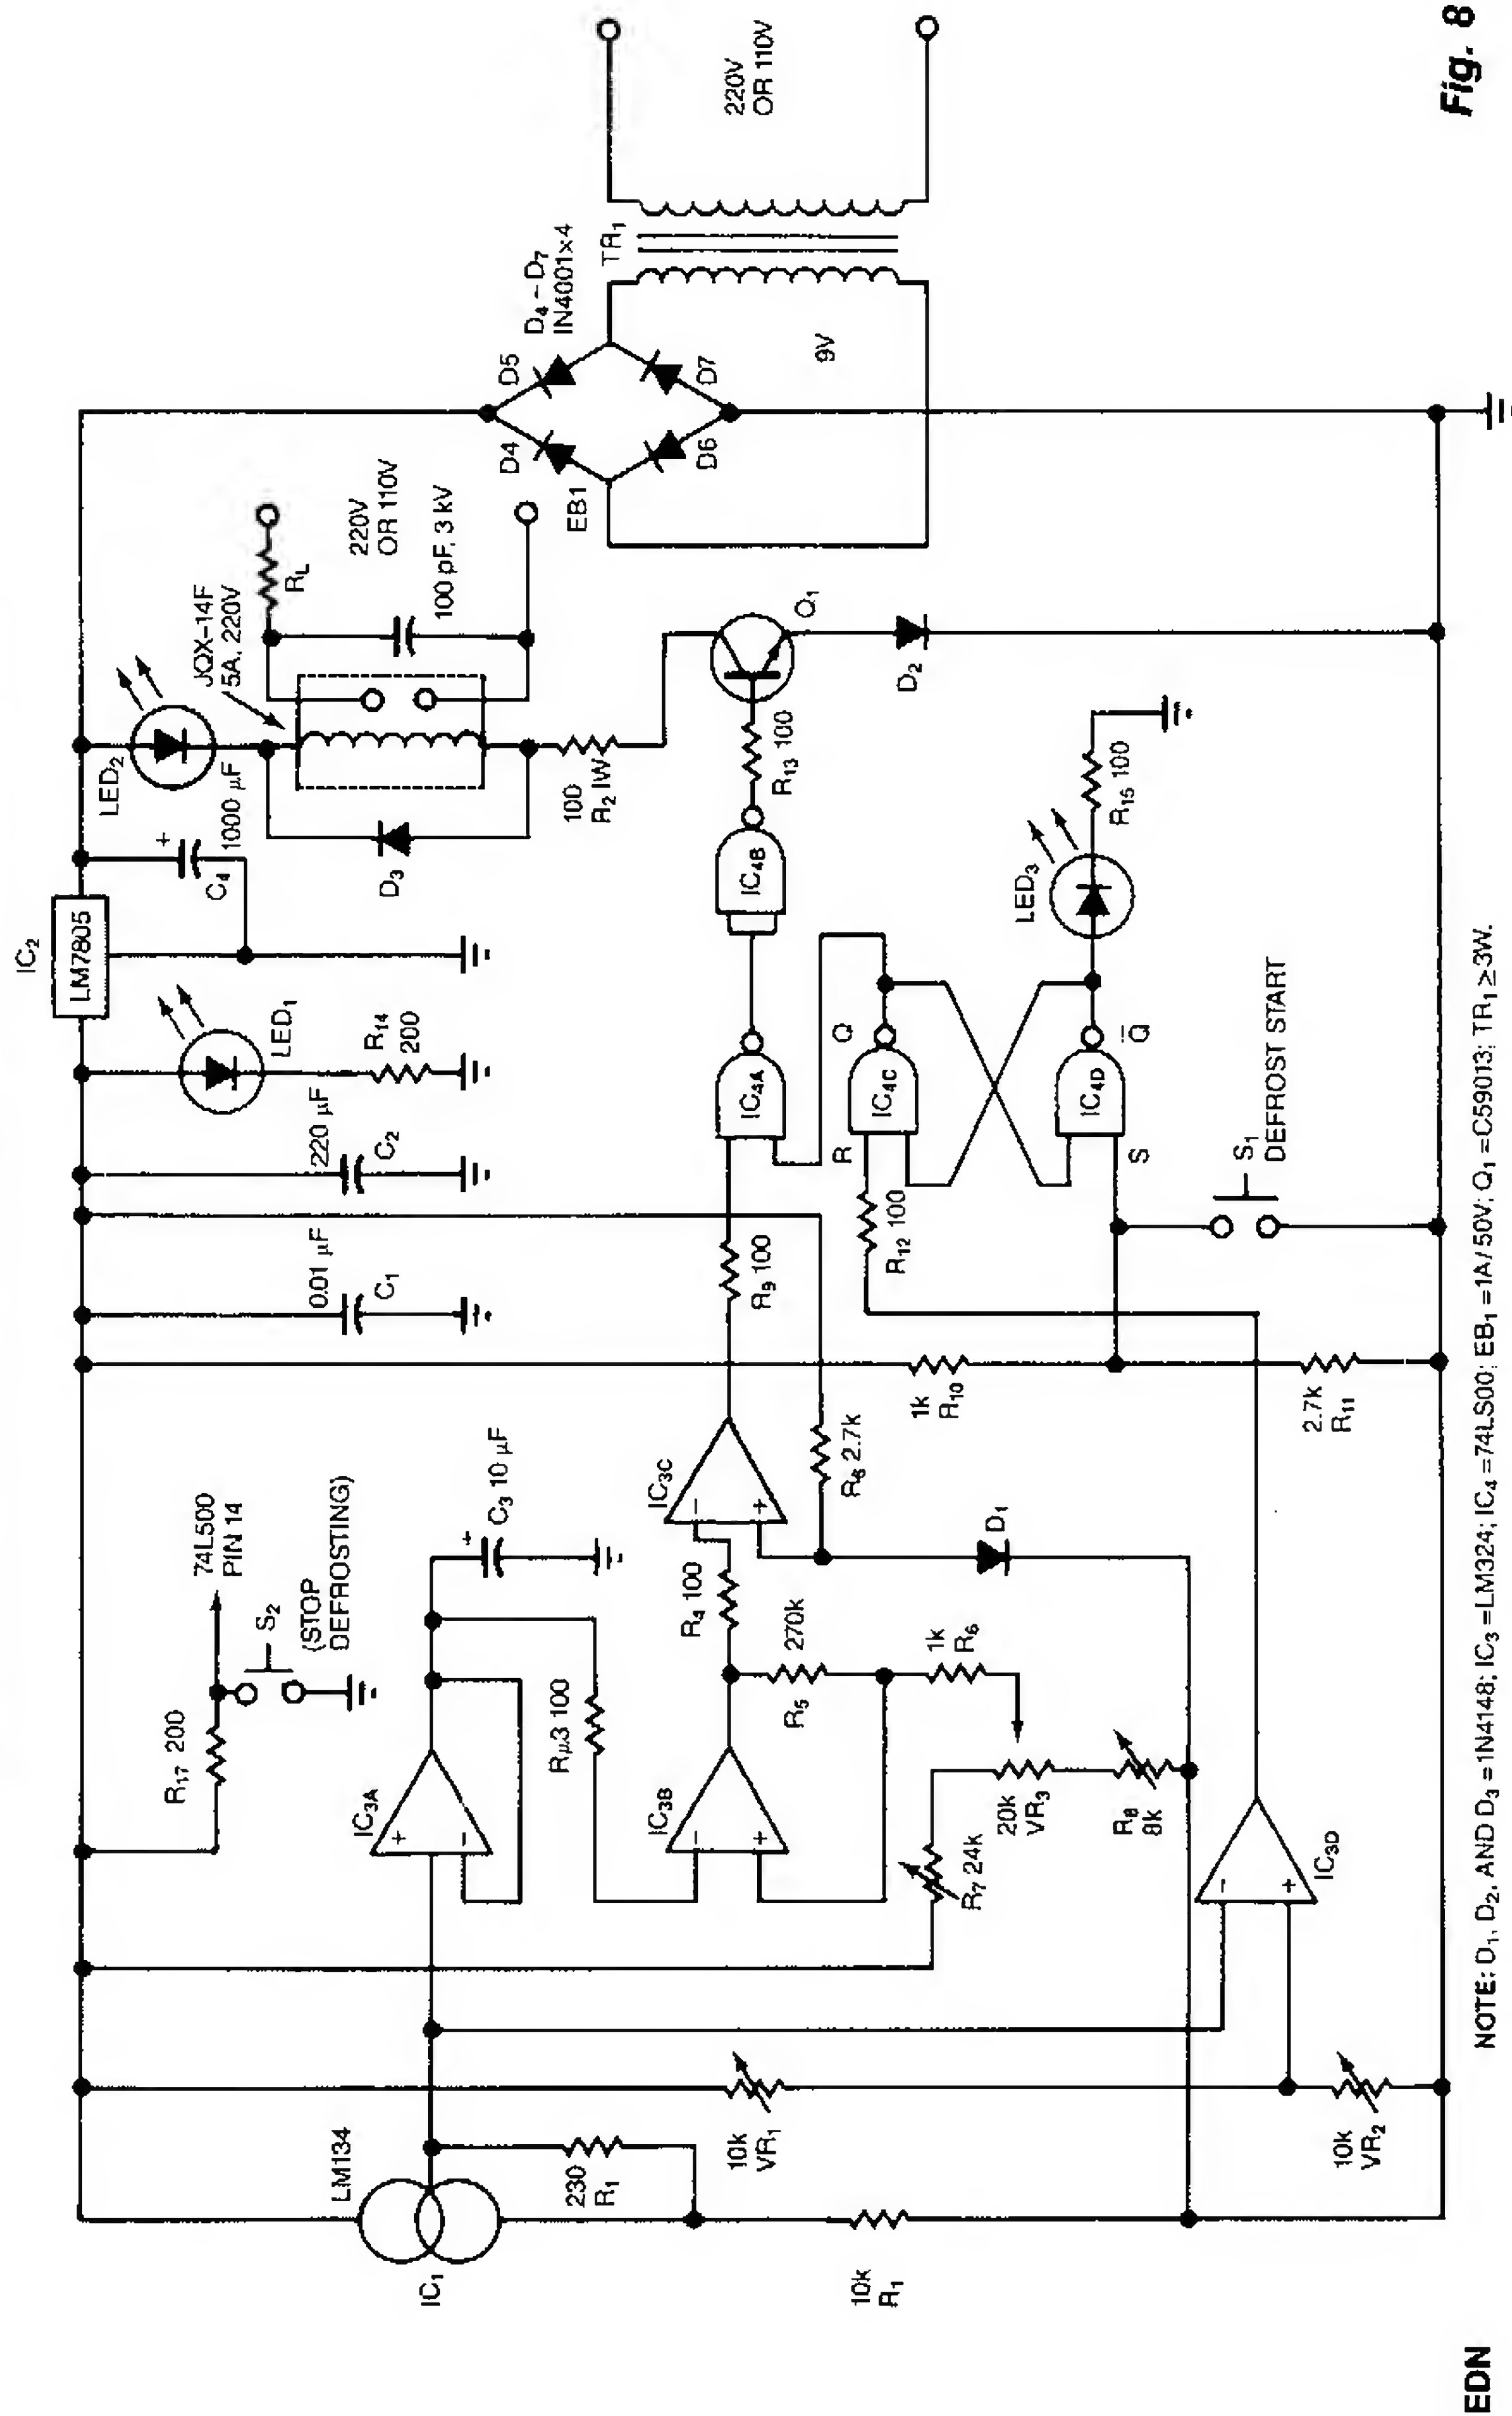 IC2
LM7805
LM134
IC1
230
R1
10k
R1
10k
VR1
10k
VR2
R17 200
74L500
PIN 14
S2
(STOP
DEFROSTING)
IC3A
+
-
C3 10 µF
+
Rµ3 100
IC3B
-
+
R4 100
270k
R5
1k
R6
R7 24k
20k
VR3
R8
8k
IC3C
-
+
R6 2.7k
D1
IC3D
-
+
0.01 µF
C1
220 µF
C2
LED1
R14
200
C4
1000 µF
+
LED2
JQX-14F
5A, 220V
RL
220V
OR 110V
100 pF, 3 kV
D3
100
R2 IW
R9 100
IC4A
IC4B
R13 100
Q1
D2
R12 100
R
IC4C
Q
IC4D
Q̅
S
LED3
R15 100
1k
R10
2.7k
R11
S1
DEFROST START
D4
D5
D6
D7
EB1
D4 – D7
IN4001×4
TR1
9V
220V
OR 110V
NOTE: D1, D2, AND D3 =1N4148; IC3 =LM324; IC4 =74LS00; EB1 =1A/50V; Q1 =C59013; TR1 ≥3W.
EDN
Fig. 8